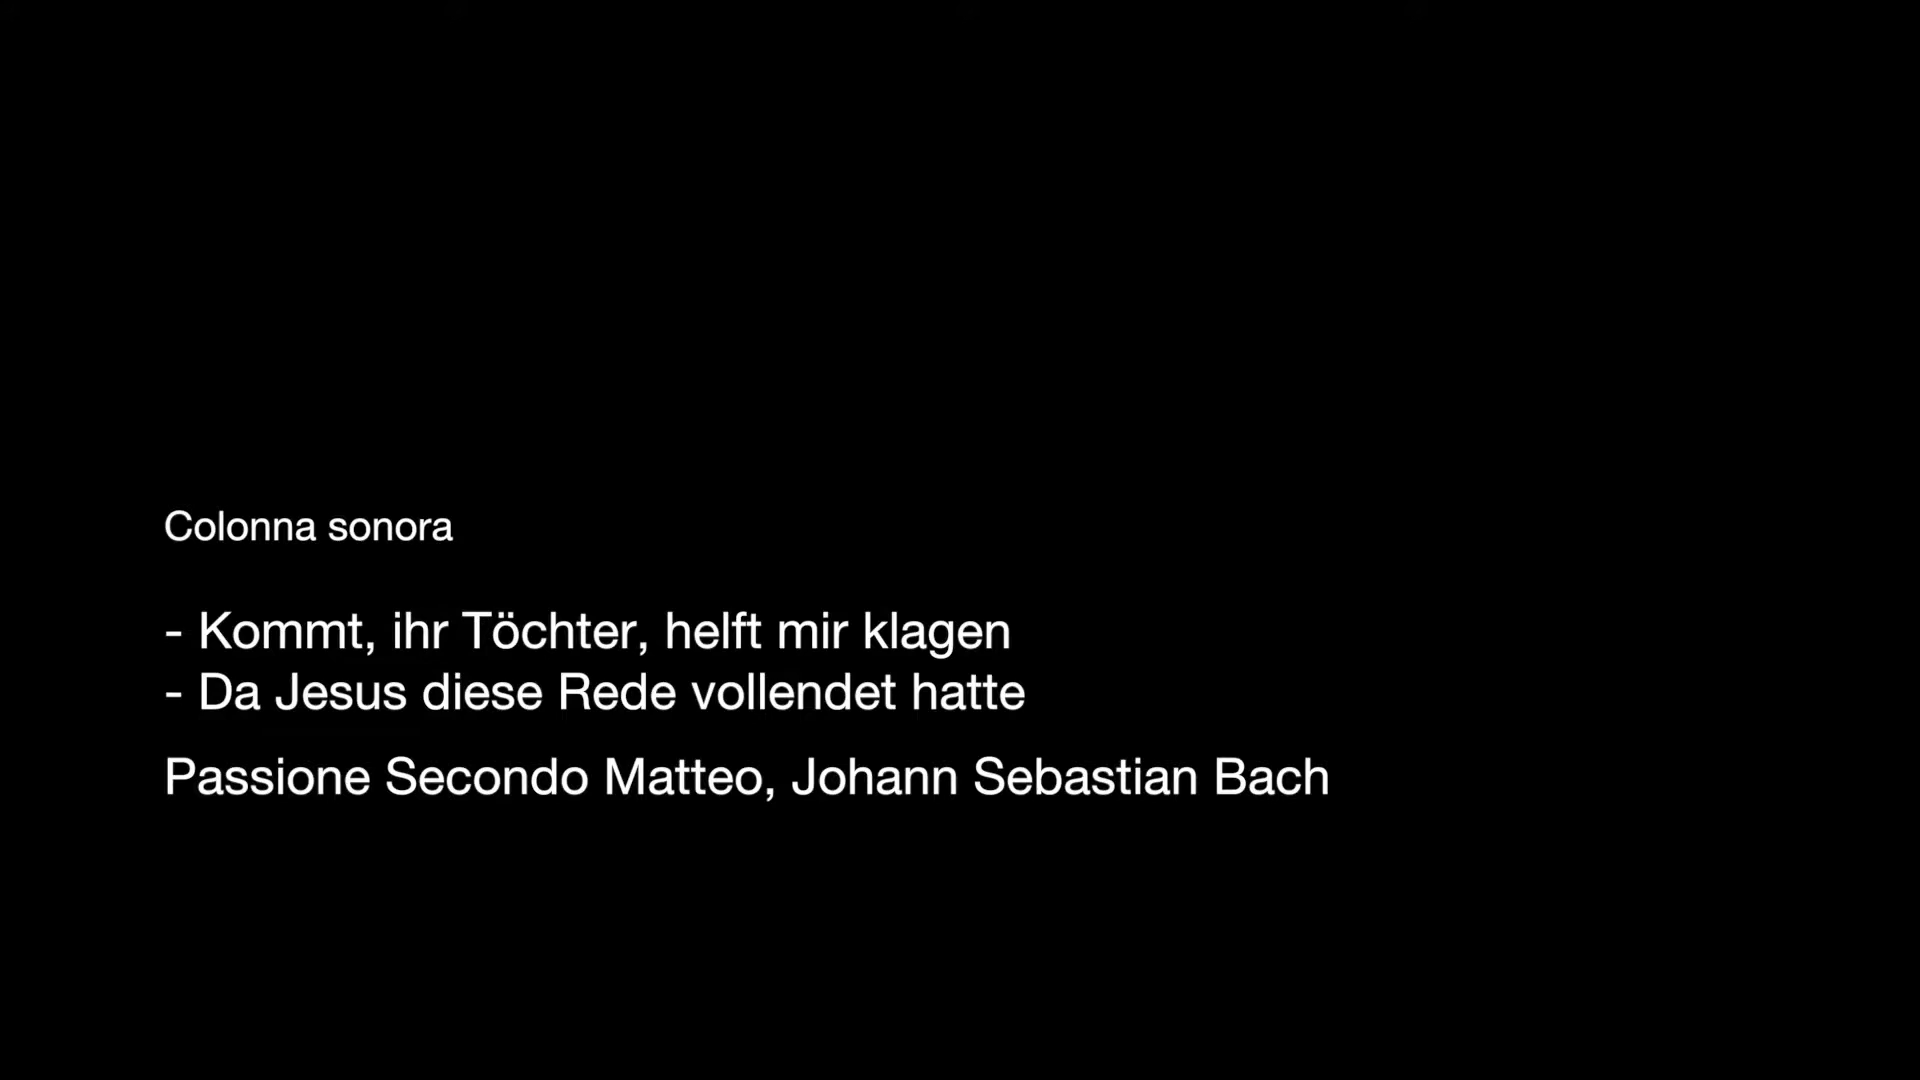 Colonna sonora
- Kommt, ihr Töchter, helft mir klagen
- Da Jesus diese Rede vollendet hatte
Passione Secondo Matteo, Johann Sebastian Bach